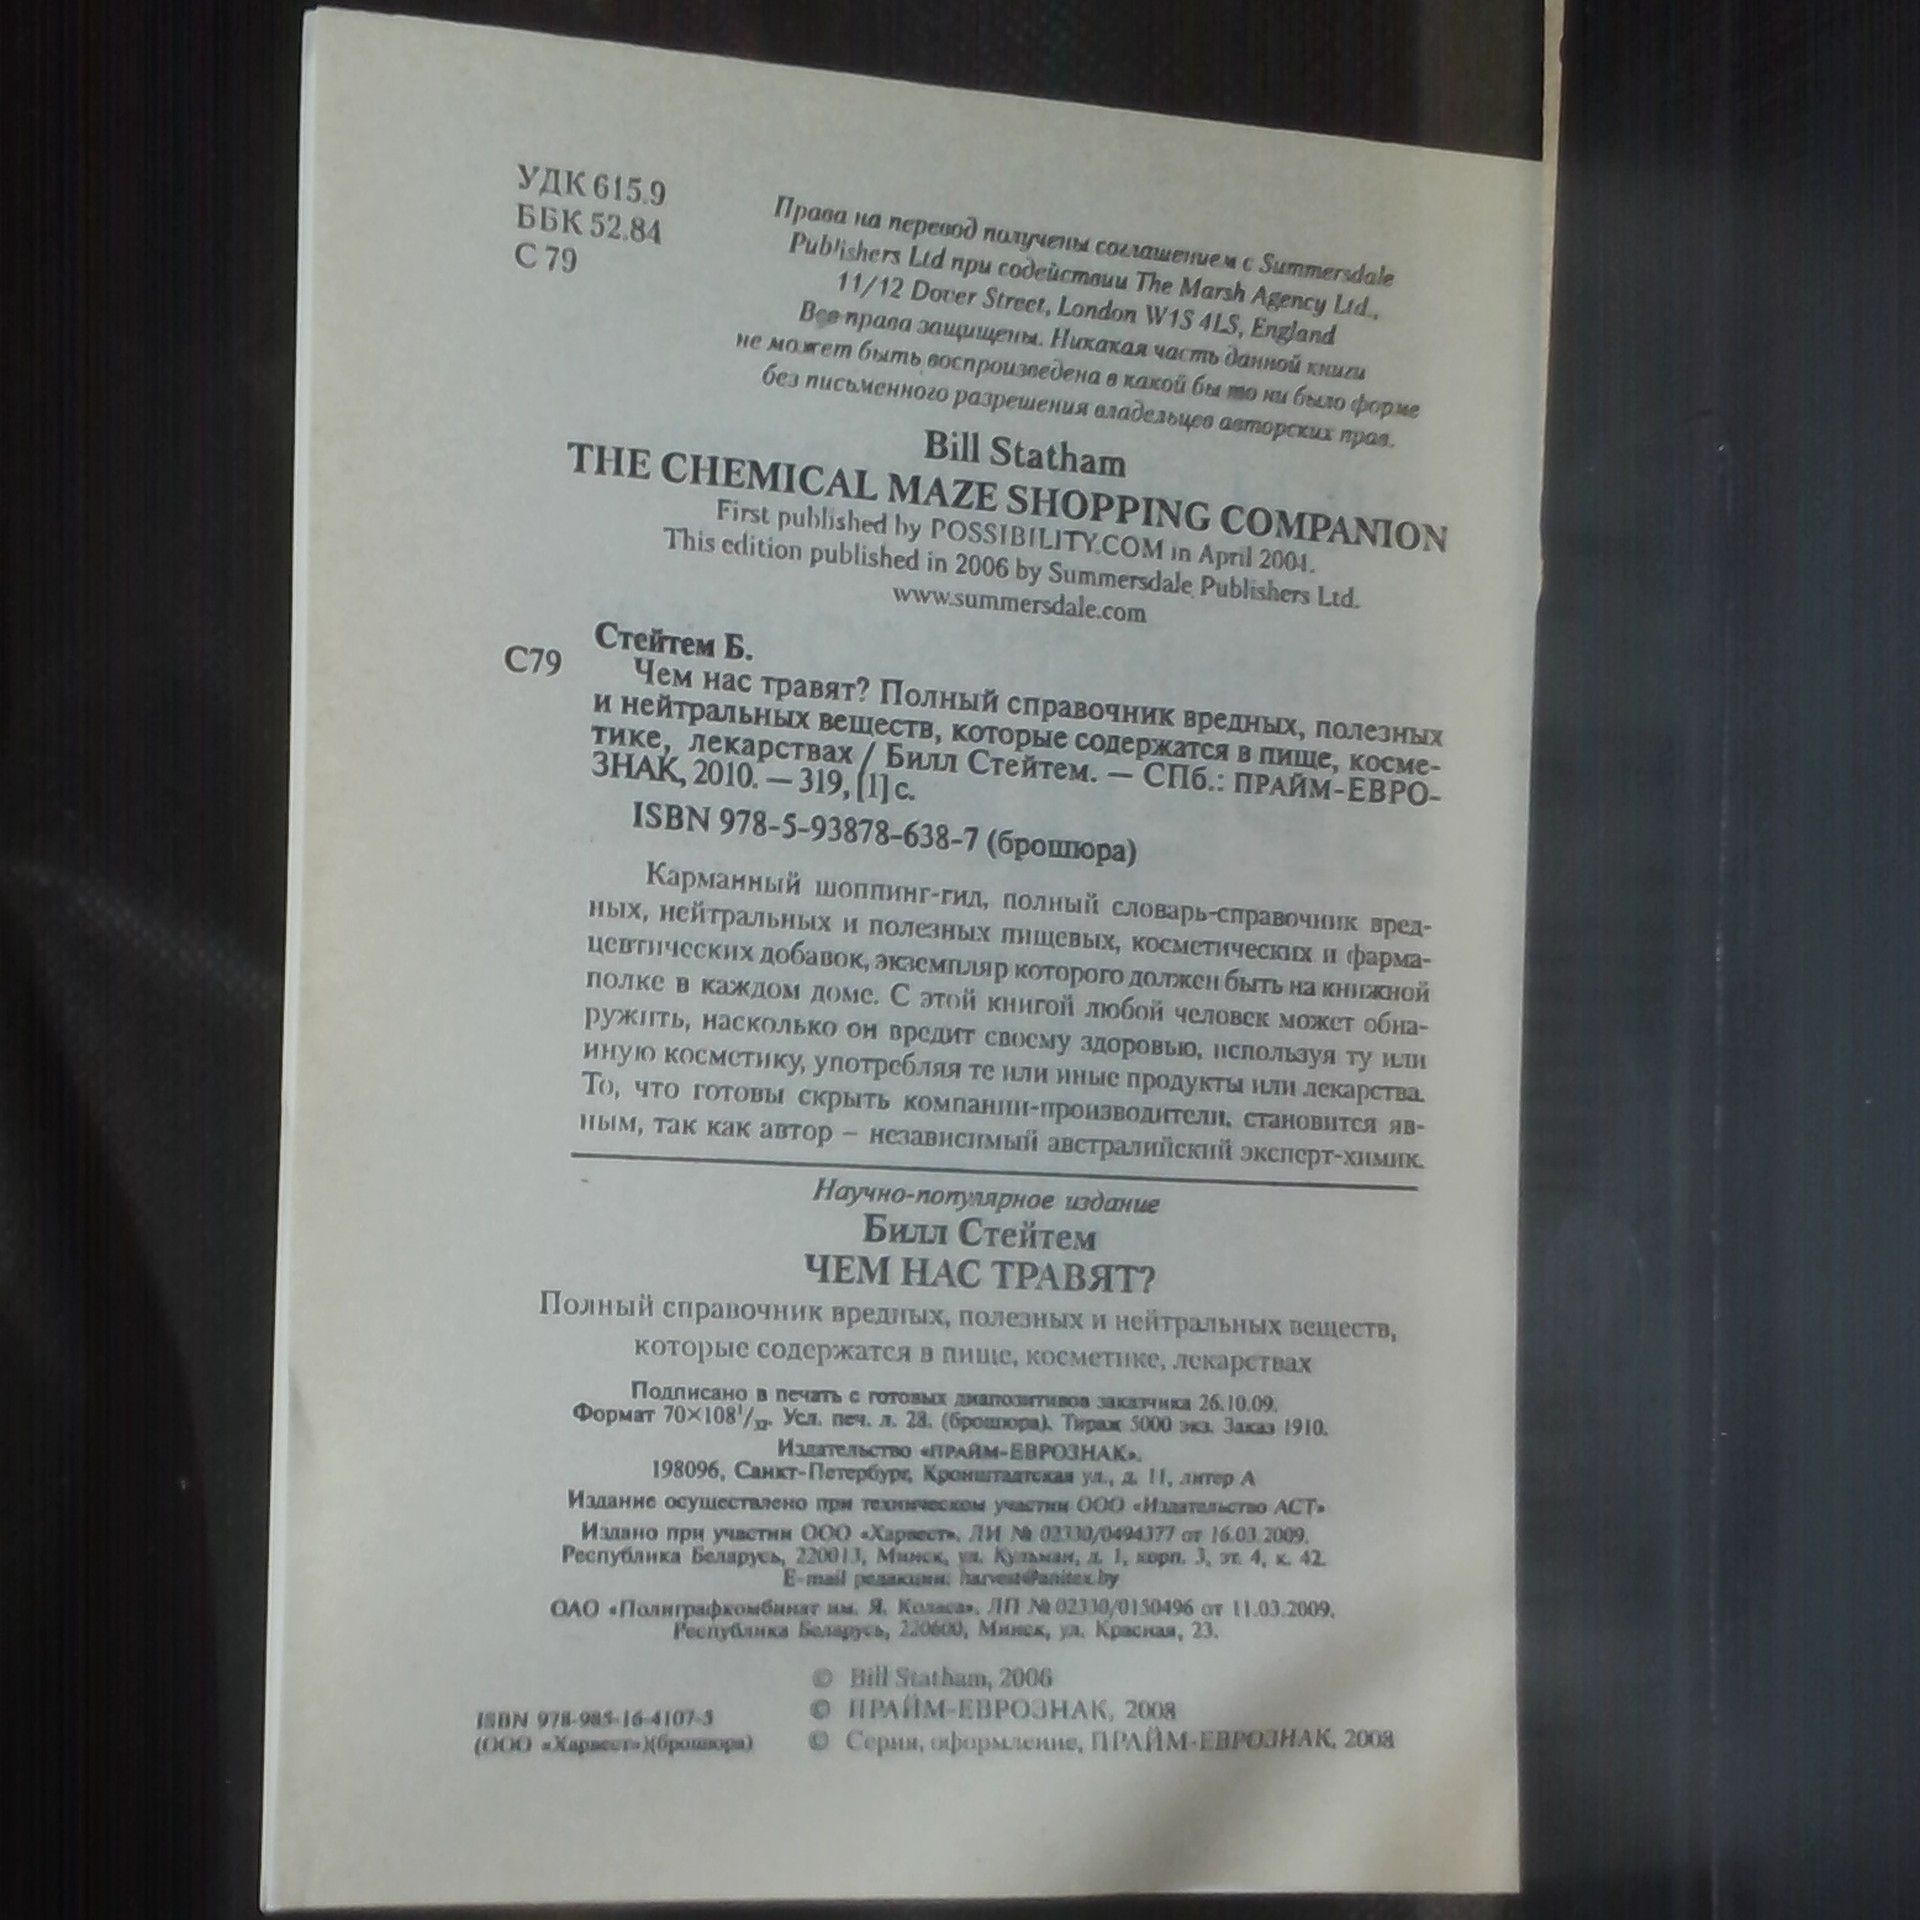 УДК 615.9
ББК 52.84
С 79
Права на перевод получены соглашением с Summersdale
Publishers Ltd при содействии The Marsh Agency Ltd.,
11/12 Dover Street, London W1S 4LS, England
Все права защищены. Никакая часть данной книги
не может быть воспроизведена в какой бы то ни было форме
без письменного разрешения владельцев авторских прав.
Bill Statham
THE CHEMICAL MAZE SHOPPING COMPANION
First published by POSSIBILITY.COM in April 2004.
This edition published in 2006 by Summersdale Publishers Ltd.
www.summersdale.com
Стейтем Б.
С79 Чем нас травят? Полный справочник вредных, полезных
и нейтральных веществ, которые содержатся в пище, косме-
тике, лекарствах / Билл Стейтем. — СПб.: ПРАЙМ-ЕВРО-
ЗНАК, 2010. — 319, [1] с.
ISBN 978-5-93878-638-7 (брошюра)
Карманный шоппинг-гид, полный словарь-справочник вред-
ных, нейтральных и полезных пищевых, косметических и фарма-
цевтических добавок, экземпляр которого должен быть на книжной
полке в каждом доме. С этой книгой любой человек может обна-
ружить, насколько он вредит своему здоровью, используя ту или
иную косметику, употребляя те или иные продукты или лекарства.
То, что готовы скрыть компании-производители, становится яв-
ным, так как автор – независимый австралийский эксперт-химик.
Научно-популярное издание
Билл Стейтем
ЧЕМ НАС ТРАВЯТ?
Полный справочник вредных, полезных и нейтральных веществ,
которые содержатся в пище, косметике, лекарствах
Подписано в печать с готовых диапозитивов заказчика 26.10.09.
Формат 70×108 1/32. Усл. печ. л. 28. (брошюра). Тираж 5000 экз. Заказ 1910.
Издательство «ПРАЙМ-ЕВРОЗНАК».
198096, Санкт-Петербург, Кронштадтская ул., д. 11, литер А
Издание осуществлено при техническом участии ООО «Издательство АСТ»
Издано при участии ООО «Харвест». ЛИ № 02330/0494377 от 16.03.2009.
Республика Беларусь, 220013, Минск, ул. Кульман, д. 1, корп. 3, эт. 4, к. 42.
E-mail редакции: harvest@anitex.by
ОАО «Полиграфкомбинат им. Я. Коласа». ЛП № 02330/0150496 от 11.03.2009.
Республика Беларусь, 220600, Минск, ул. Красная, 23.
© Bill Statham, 2006
© ПРАЙМ-ЕВРОЗНАК, 2008
© Серия, оформление, ПРАЙМ-ЕВРОЗНАК, 2008
ISBN 978-985-16-4107-3
(ООО «Харвест»)(брошюра)